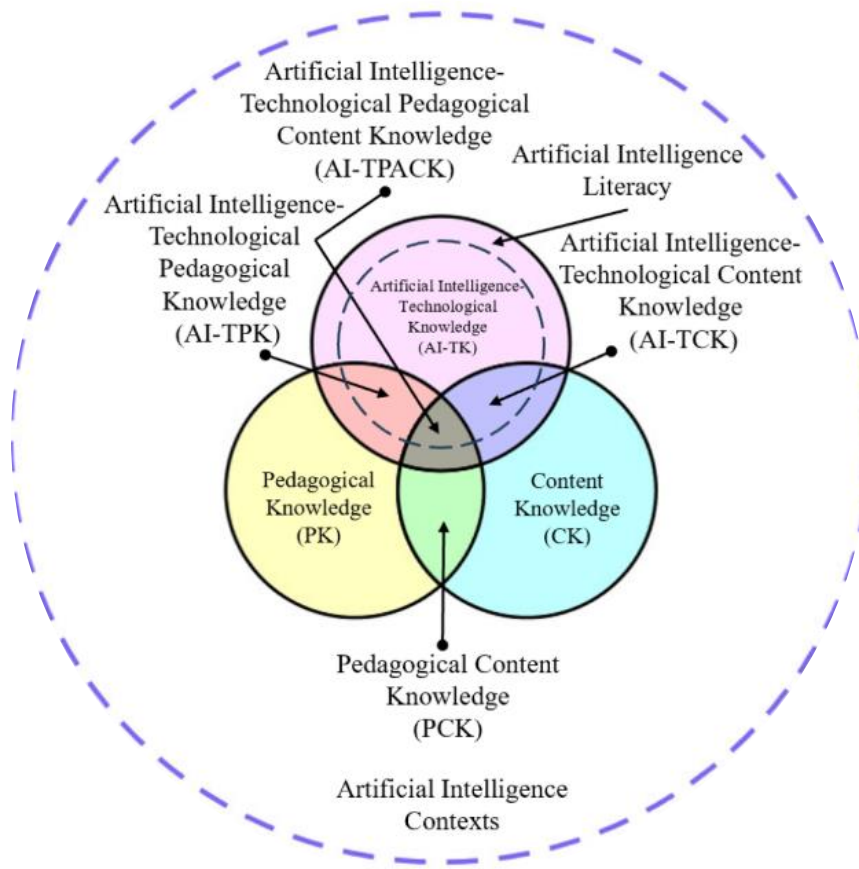 Artificial Intelligence-
Technological Pedagogical
Content Knowledge
(AI-TPACK)
Artificial Intelligence
Literacy
Artificial Intelligence-
Technological
Pedagogical
Knowledge
(AI-TPK)
Artificial Intelligence-
Technological Content
Knowledge
(AI-TCK)
Artificial Intelligence-
Technological
Knowledge
(AI-TK)
Pedagogical
Knowledge
(PK)
Content
Knowledge
(CK)
Pedagogical Content
Knowledge
(PCK)
Artificial Intelligence
Contexts